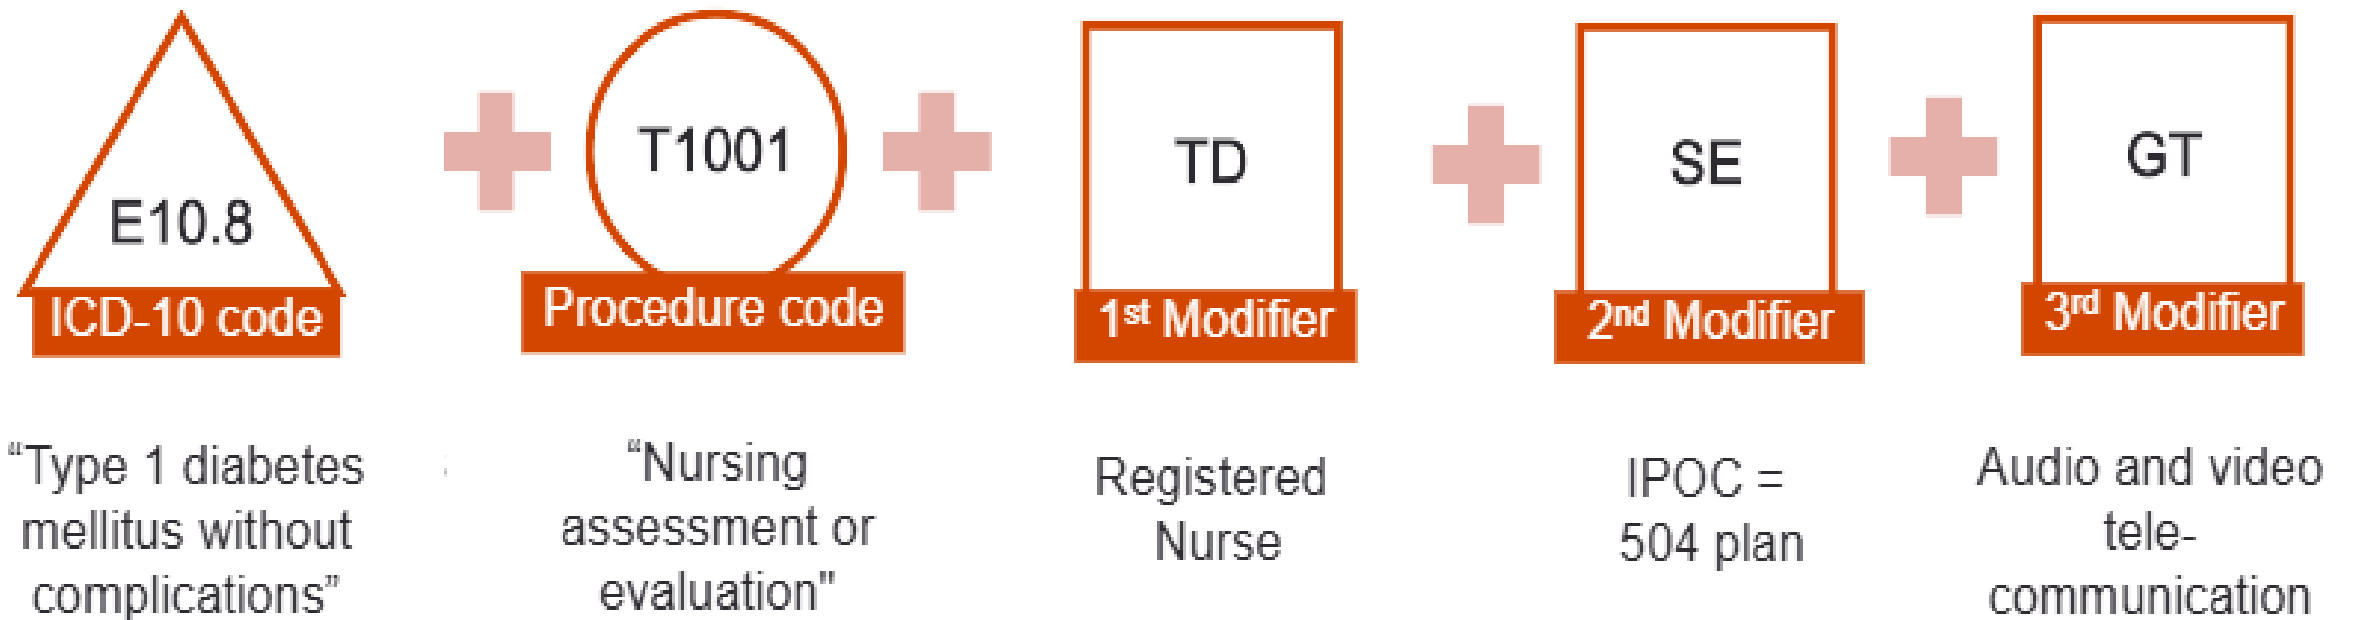 E10.8
ICD-10 code
“Type 1 diabetes
mellitus without
complications”
T1001
Procedure code
“Nursing
assessment or
evaluation"
TD
1st Modifier
Registered
Nurse
SE
2nd Modifier
IPOC =
504 plan
GT
3rd Modifier
Audio and video
tele-
communication